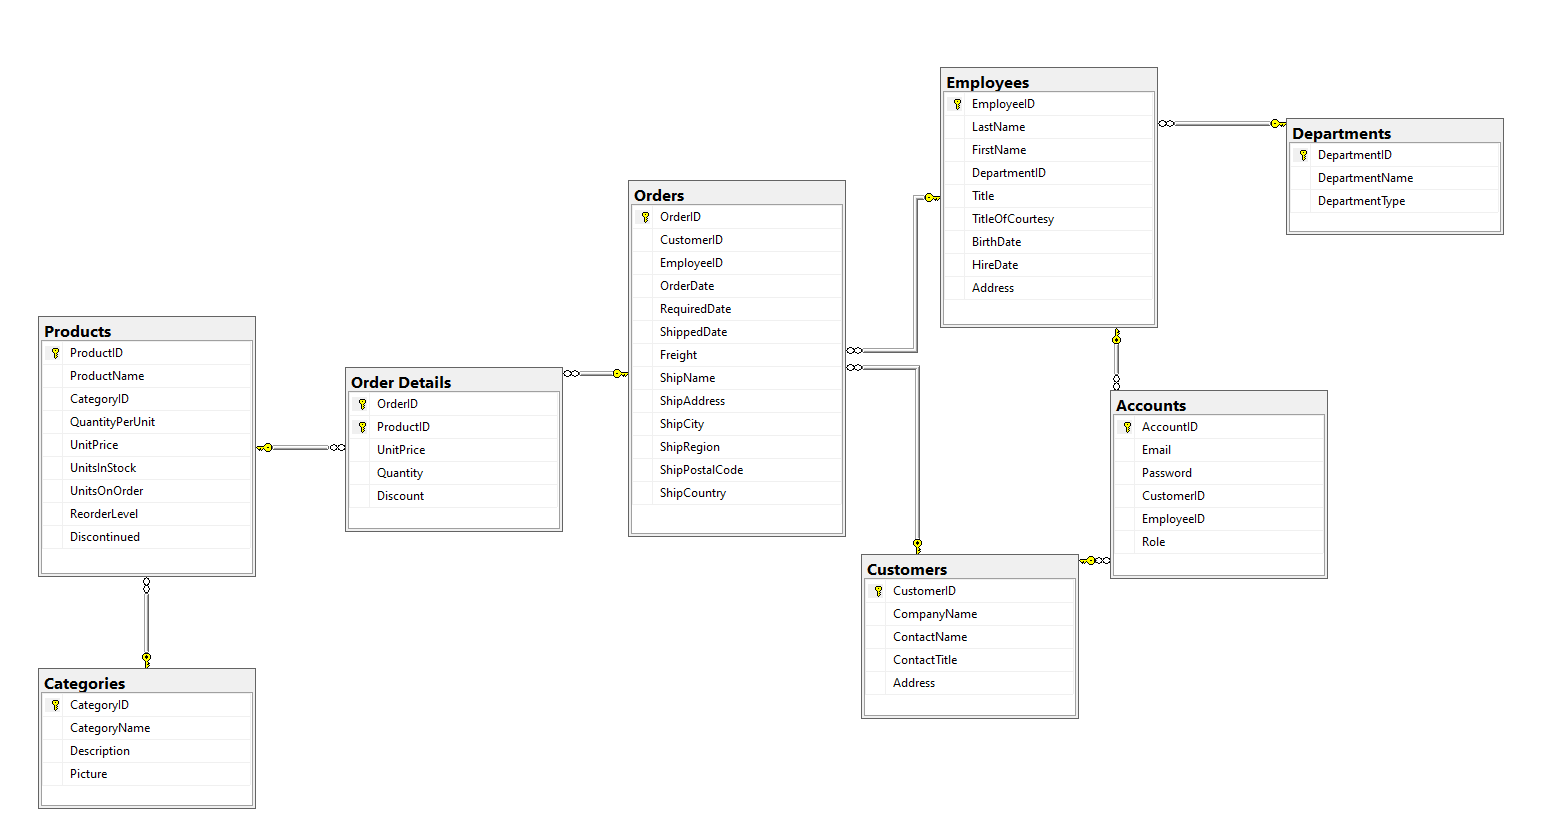 Employees
EmployeeID
LastName
FirstName
DepartmentID
Title
TitleOfCourtesy
BirthDate
HireDate
Address
Departments
DepartmentID
DepartmentName
DepartmentType
Orders
OrderID
CustomerID
EmployeeID
OrderDate
RequiredDate
ShippedDate
Freight
ShipName
ShipAddress
ShipCity
ShipRegion
ShipPostalCode
ShipCountry
Products
ProductID
ProductName
CategoryID
QuantityPerUnit
UnitPrice
UnitsInStock
UnitsOnOrder
ReorderLevel
Discontinued
Order Details
OrderID
ProductID
UnitPrice
Quantity
Discount
Accounts
AccountID
Email
Password
CustomerID
EmployeeID
Role
Customers
CustomerID
CompanyName
ContactName
ContactTitle
Address
Categories
CategoryID
CategoryName
Description
Picture